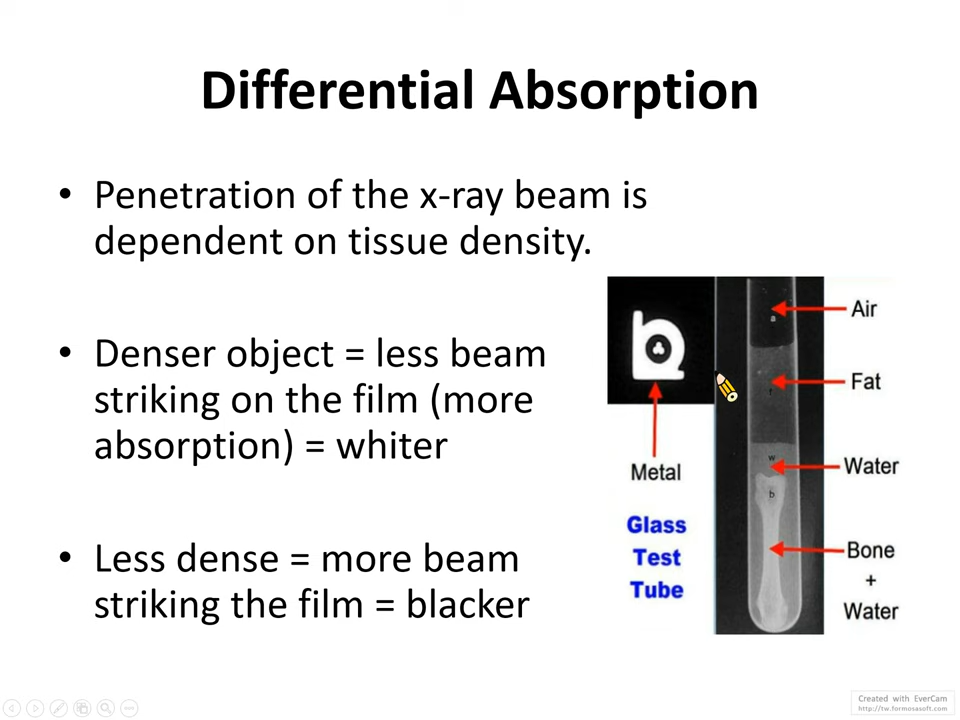 Differential Absorption
• Penetration of the x-ray beam is
dependent on tissue density.
• Denser object = less beam
striking on the film (more
absorption) = whiter
• Less dense = more beam
striking the film = blacker
Metal
Glass
Test
Tube
a
Air
f
Fat
w
Water
b
Bone
+
Water
Created with EverCam
http://tw.formosasoft.com